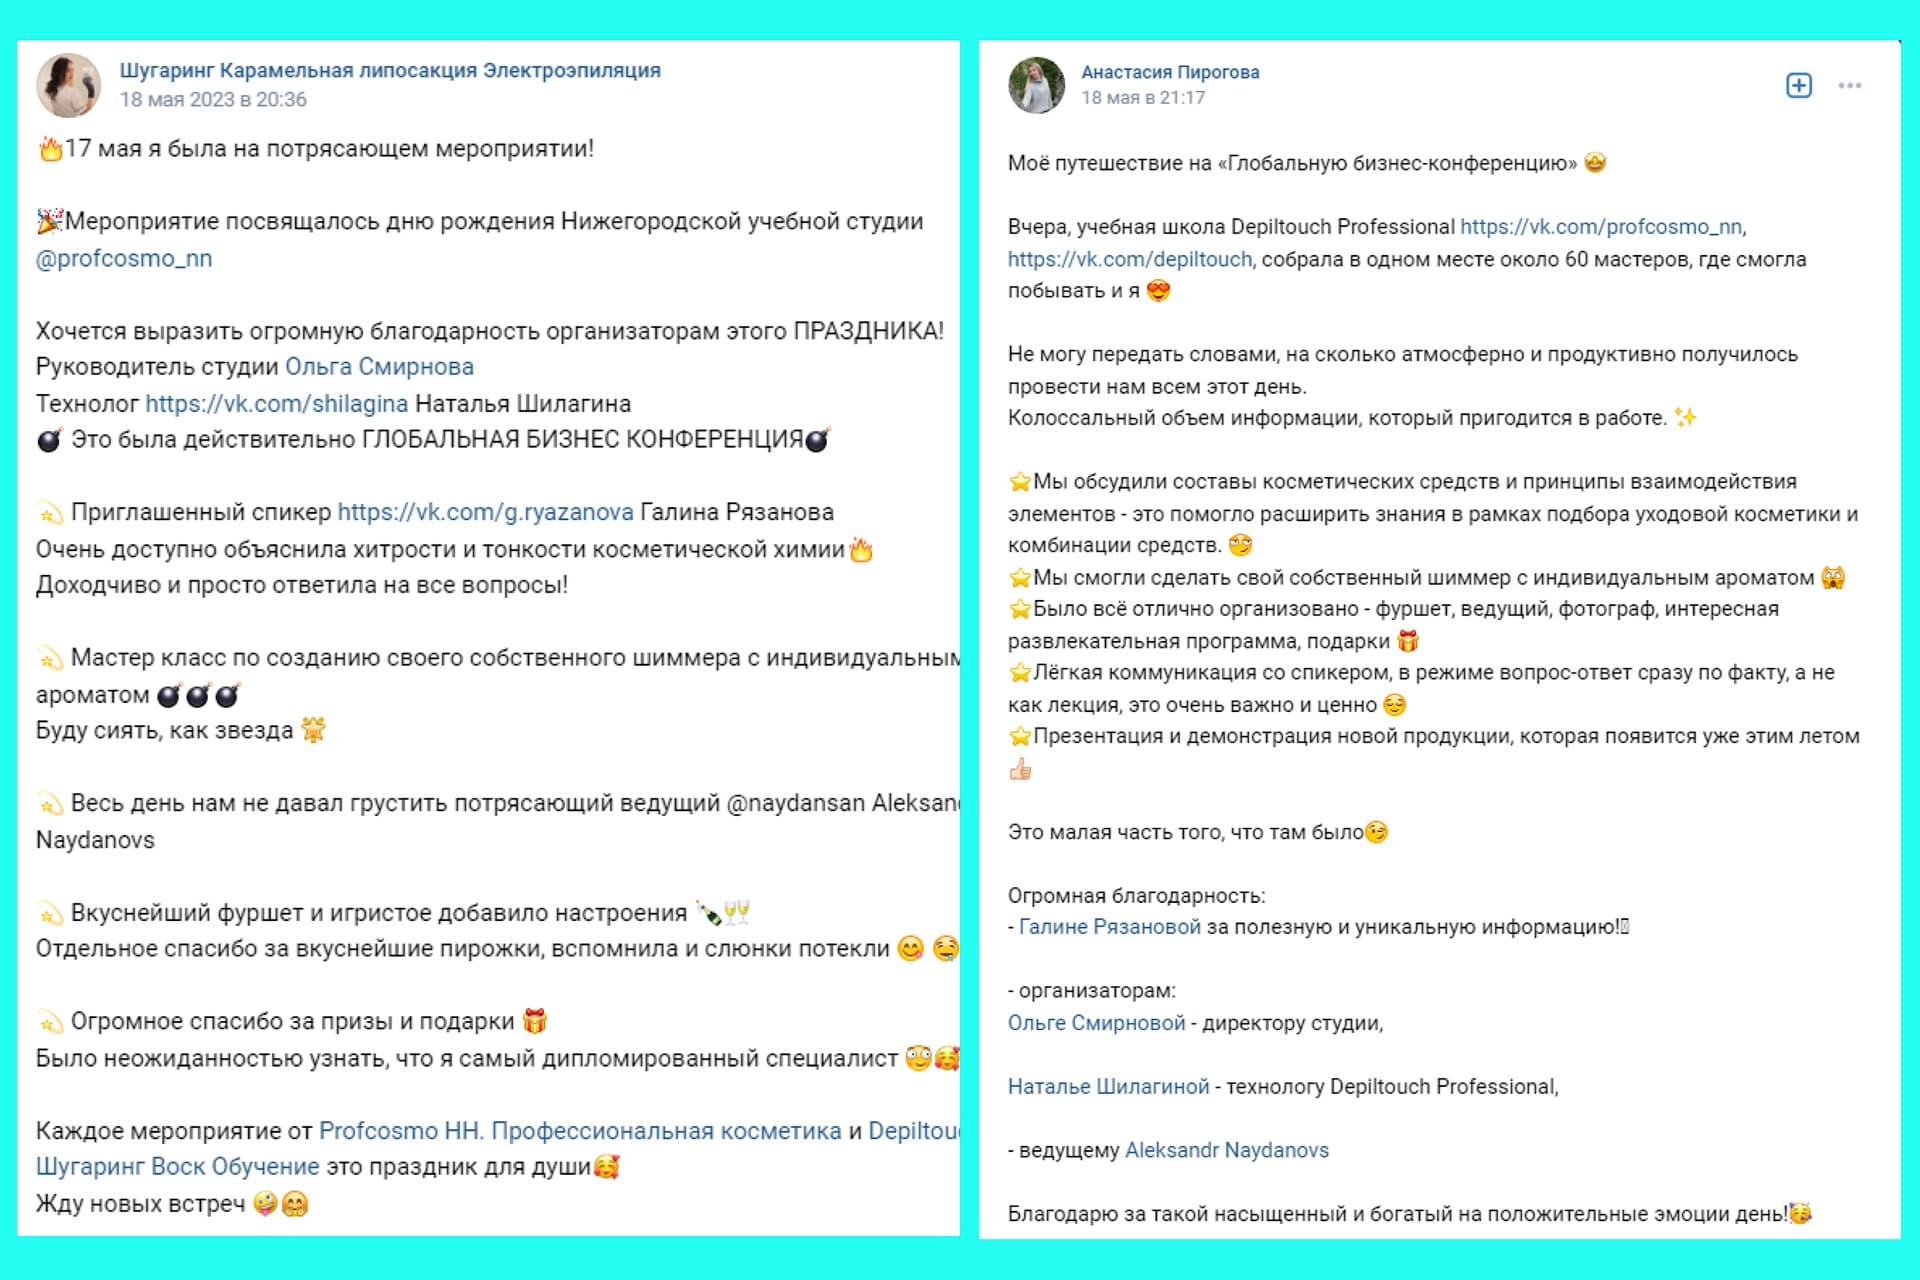 Шугаринг Карамельная липосакция Электроэпиляция
18 мая 2023 в 20:36
🔥17 мая я была на потрясающем мероприятии!
🎉Мероприятие посвящалось дню рождения Нижегородской учебной студии
@profcosmo_nn
Хочется выразить огромную благодарность организаторам этого ПРАЗДНИКА!
Руководитель студии Ольга Смирнова
Технолог https://vk.com/shilagina Наталья Шилагина
💣 Это была действительно ГЛОБАЛЬНАЯ БИЗНЕС КОНФЕРЕНЦИЯ💣
💫 Приглашенный спикер https://vk.com/g.ryazanova Галина Рязанова
Очень доступно объяснила хитрости и тонкости косметической химии🔥
Доходчиво и просто ответила на все вопросы!
💫 Мастер класс по созданию своего собственного шиммера с индивидуальным
ароматом 💣💣💣
Буду сиять, как звезда 🌟
💫 Весь день нам не давал грустить потрясающий ведущий @naydansan Aleksan
Naydanovs
💫 Вкуснейший фуршет и игристое добавило настроения 🍾🥂
Отдельное спасибо за вкуснейшие пирожки, вспомнила и слюнки потекли 😋 🤤
💫 Огромное спасибо за призы и подарки 🎁
Было неожиданностью узнать, что я самый дипломированный специалист 😳🥰
Каждое мероприятие от Profcosmo НН. Профессиональная косметика и Depiltou
Шугаринг Воск Обучение это праздник для души🥰
Жду новых встреч 🤪🤗
Анастасия Пирогова
18 мая в 21:17
Моё путешествие на «Глобальную бизнес-конференцию» 🤩
Вчера, учебная школа Depiltouch Professional https://vk.com/profcosmo_nn,
https://vk.com/depiltouch, собрала в одном месте около 60 мастеров, где смогла
побывать и я 😍
Не могу передать словами, на сколько атмосферно и продуктивно получилось
провести нам всем этот день.
Колоссальный объем информации, который пригодится в работе. ✨
⭐Мы обсудили составы косметических средств и принципы взаимодействия
элементов - это помогло расширить знания в рамках подбора уходовой косметики и
комбинации средств. 😏
⭐Мы смогли сделать свой собственный шиммер с индивидуальным ароматом 🙀
⭐Было всё отлично организовано - фуршет, ведущий, фотограф, интересная
развлекательная программа, подарки 🎁
⭐Лёгкая коммуникация со спикером, в режиме вопрос-ответ сразу по факту, а не
как лекция, это очень важно и ценно 😌
⭐Презентация и демонстрация новой продукции, которая появится уже этим летом
👍🏻
Это малая часть того, что там было😉
Огромная благодарность:
- Галине Рязановой за полезную и уникальную информацию!
- организаторам:
Ольге Смирновой - директору студии,
Наталье Шилагиной - технологу Depiltouch Professional,
- ведущему Aleksandr Naydanovs
Благодарю за такой насыщенный и богатый на положительные эмоции день!🥳